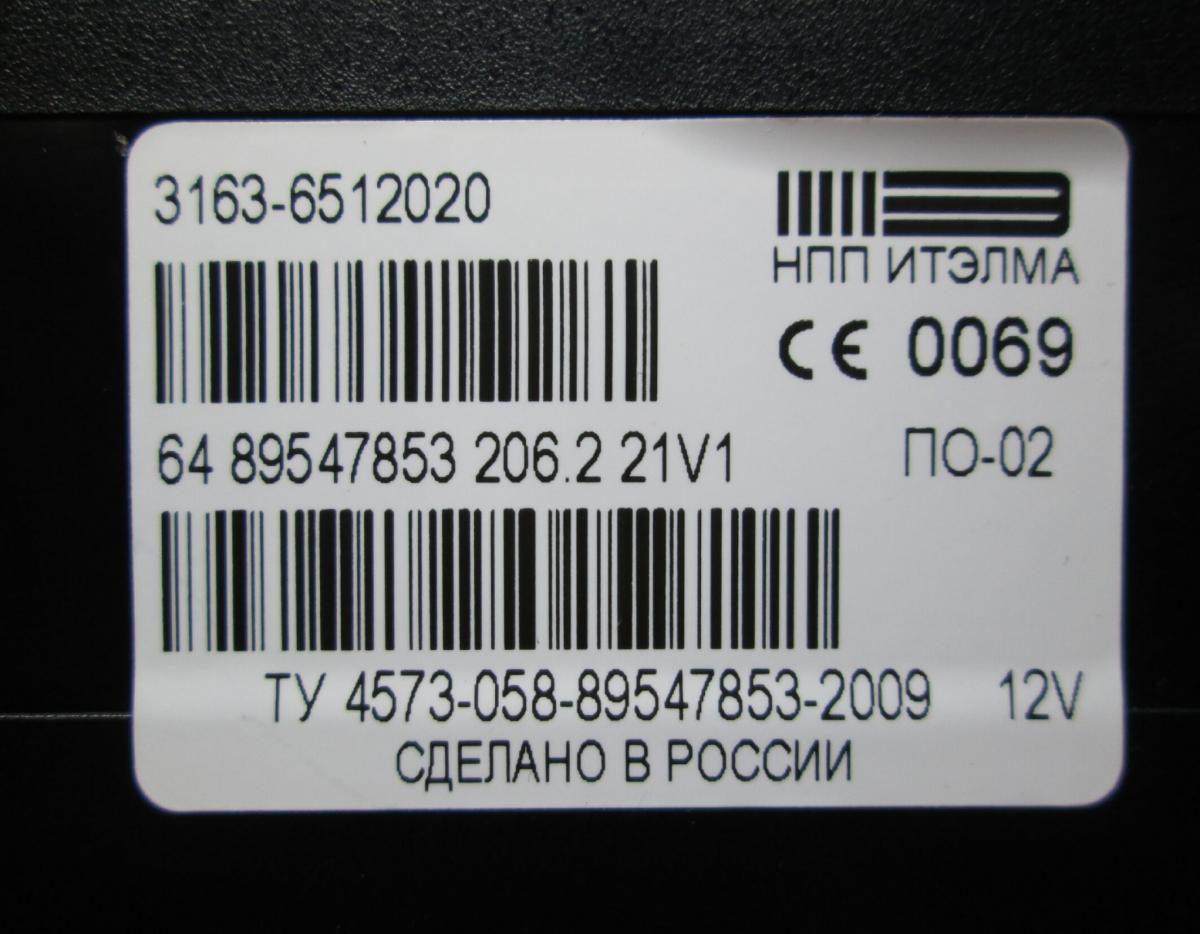 3163-6512020
НПП ИТЭЛМА
CE 0069
64 89547853 206.2 21V1
ПО-02
ТУ 4573-058-89547853-2009 12V
СДЕЛАНО В РОССИИ